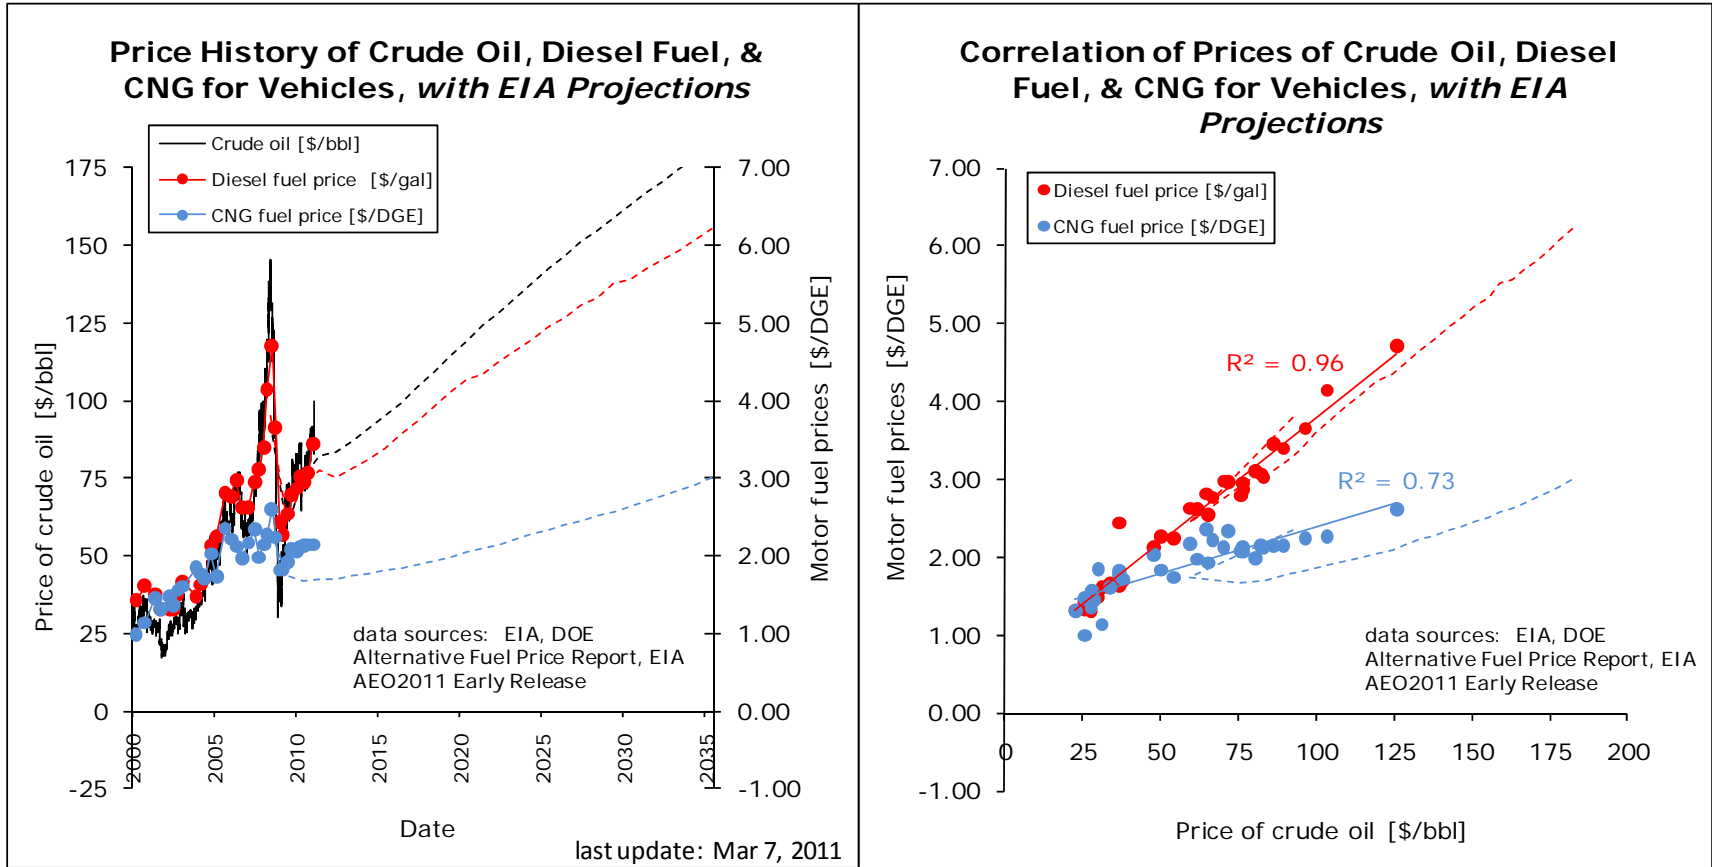 Price History of Crude Oil, Diesel Fuel, &
CNG for Vehicles, with EIA Projections
Crude oil [$/bbl]
Diesel fuel price [$/gal]
CNG fuel price [$/DGE]
175
150
125
100
75
50
25
0
-25
Price of crude oil [$/bbl]
7.00
6.00
5.00
4.00
3.00
2.00
1.00
0.00
-1.00
Motor fuel prices [$/DGE]
2000
2005
2010
2015
2020
2025
2030
2035
Date
data sources: EIA, DOE
Alternative Fuel Price Report, EIA
AEO2011 Early Release
last update: Mar 7, 2011
Correlation of Prices of Crude Oil, Diesel
Fuel, & CNG for Vehicles, with EIA
Projections
Diesel fuel price [$/gal]
CNG fuel price [$/DGE]
7.00
6.00
5.00
4.00
3.00
2.00
1.00
0.00
-1.00
Motor fuel prices [$/DGE]
R² = 0.96
R² = 0.73
data sources: EIA, DOE
Alternative Fuel Price Report, EIA
AEO2011 Early Release
0
25
50
75
100
125
150
175
200
Price of crude oil [$/bbl]